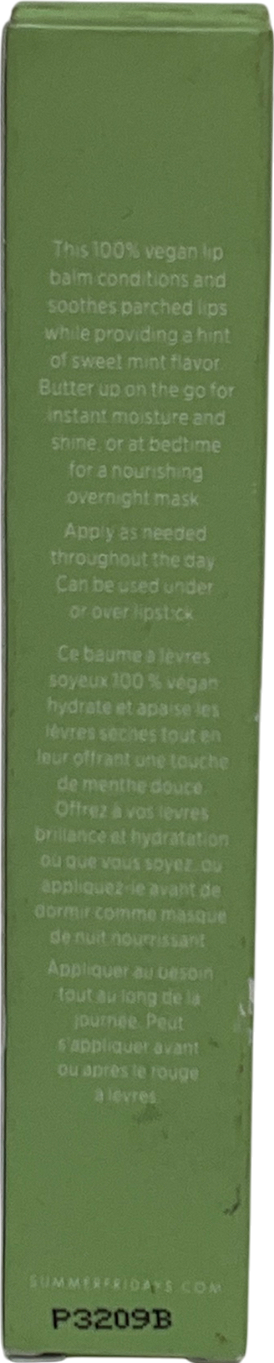 This 100% vegan lip
balm conditions and
soothes parched lips
while providing a hint
of sweet mint flavor.
Butter up on the go for
instant moisture and
shine, or at bedtime
for a nourishing
overnight mask.
Apply as needed
throughout the day.
Can be used under
or over lipstick.
Ce baume à lèvres
soyeux 100 % végan
hydrate et apaise les
lèvres sèches tout en
leur offrant une touche
de menthe douce.
Offrez à vos lèvres
brillance et hydratation
où que vous soyez, ou
appliquez-le avant de
dormir comme masque
de nuit nourrissant.
Appliquer au besoin
tout au long de la
journée. Peut
s'appliquer avant
ou après le rouge
à lèvres.
SUMMERFRIDAYS.COM
P3209B